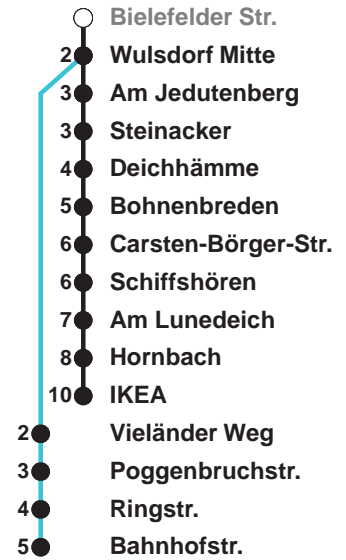 Bielefelder Str.
2 Wulsdorf Mitte
3 Am Jedutenberg
3 Steinacker
4 Deichhämme
5 Bohnenbreden
6 Carsten-Börger-Str.
6 Schiffshören
7 Am Lunedeich
8 Hornbach
10 IKEA
2 Vieländer Weg
3 Poggenbruchstr.
4 Ringstr.
5 Bahnhofstr.